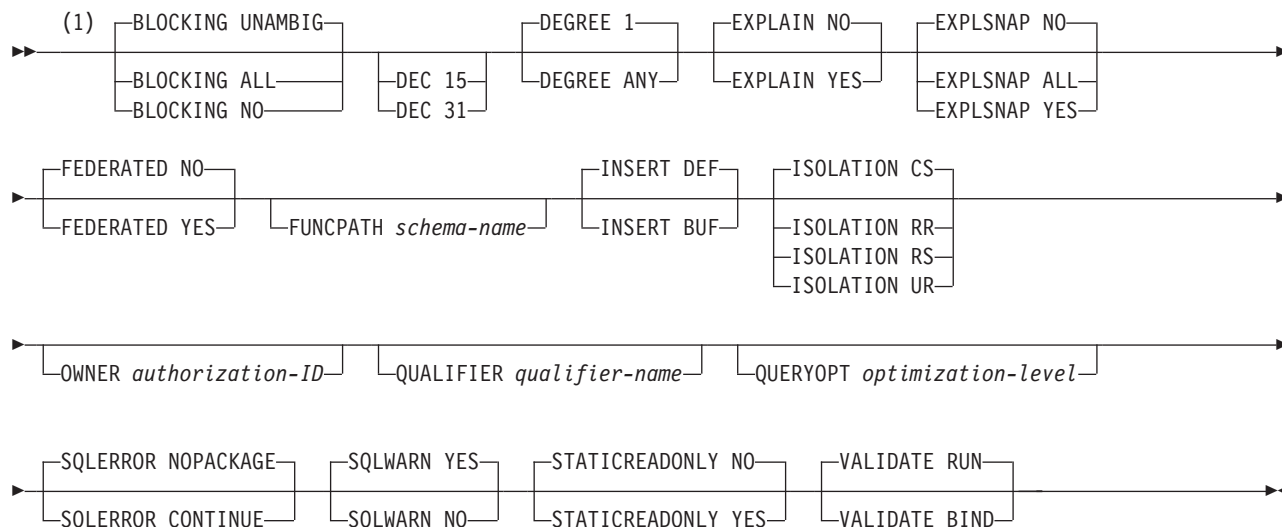 (1) BLOCKING UNAMBIG DEGREE 1 EXPLAIN NO EXPLSNAP NO
BLOCKING ALL DEC 15 DEGREE ANY EXPLAIN YES EXPLSNAP ALL
BLOCKING NO DEC 31 EXPLSNAP YES
FEDERATED NO INSERT DEF ISOLATION CS
FEDERATED YES FUNCPATH schema-name INSERT BUF ISOLATION RR
ISOLATION RS
ISOLATION UR
OWNER authorization-ID QUALIFIER qualifier-name QUERYOPT optimization-level
SQLERROR NOPACKAGE SQLWARN YES STATICREADONLY NO VALIDATE RUN
SQLERROR CONTINUE SQLWARN NO STATICREADONLY YES VALIDATE BIND